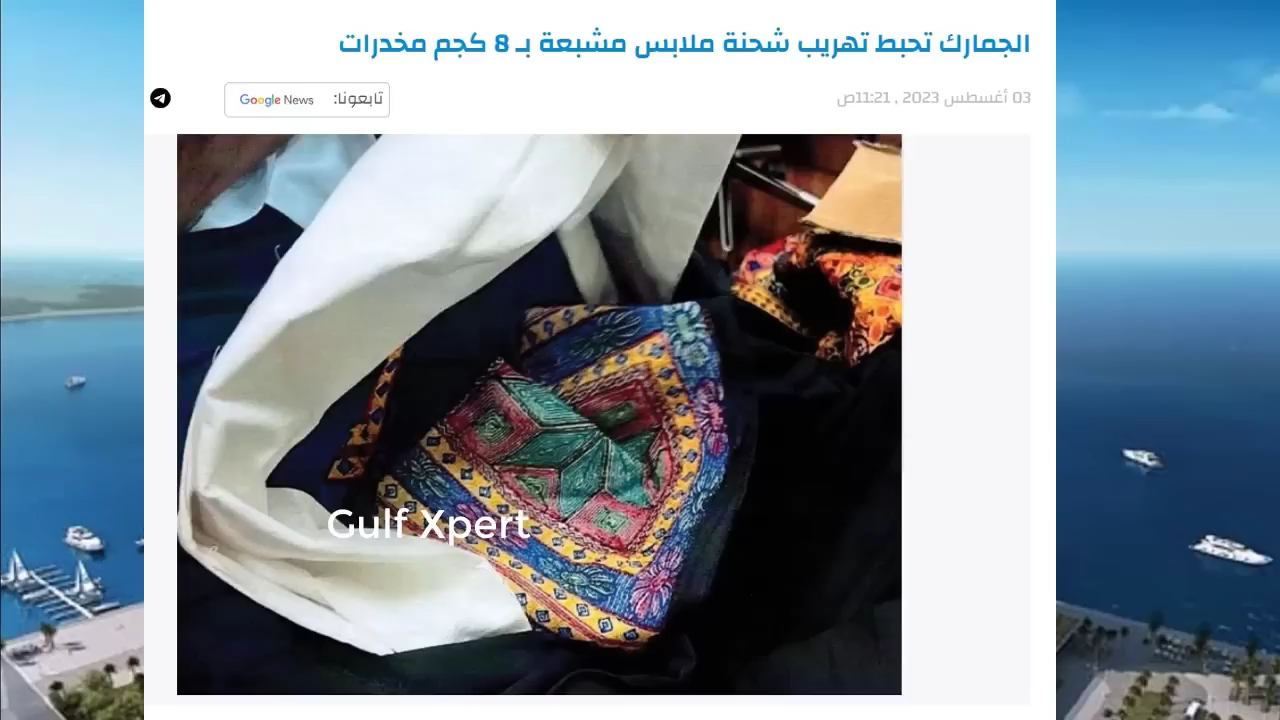 الجمارك تحبط تهريب شحنة ملابس مشبعة بـ 8 كجم مخدرات
03 أغسطس 2023 , 11:21ص
تابعونا: Google News
Gulf Xpert